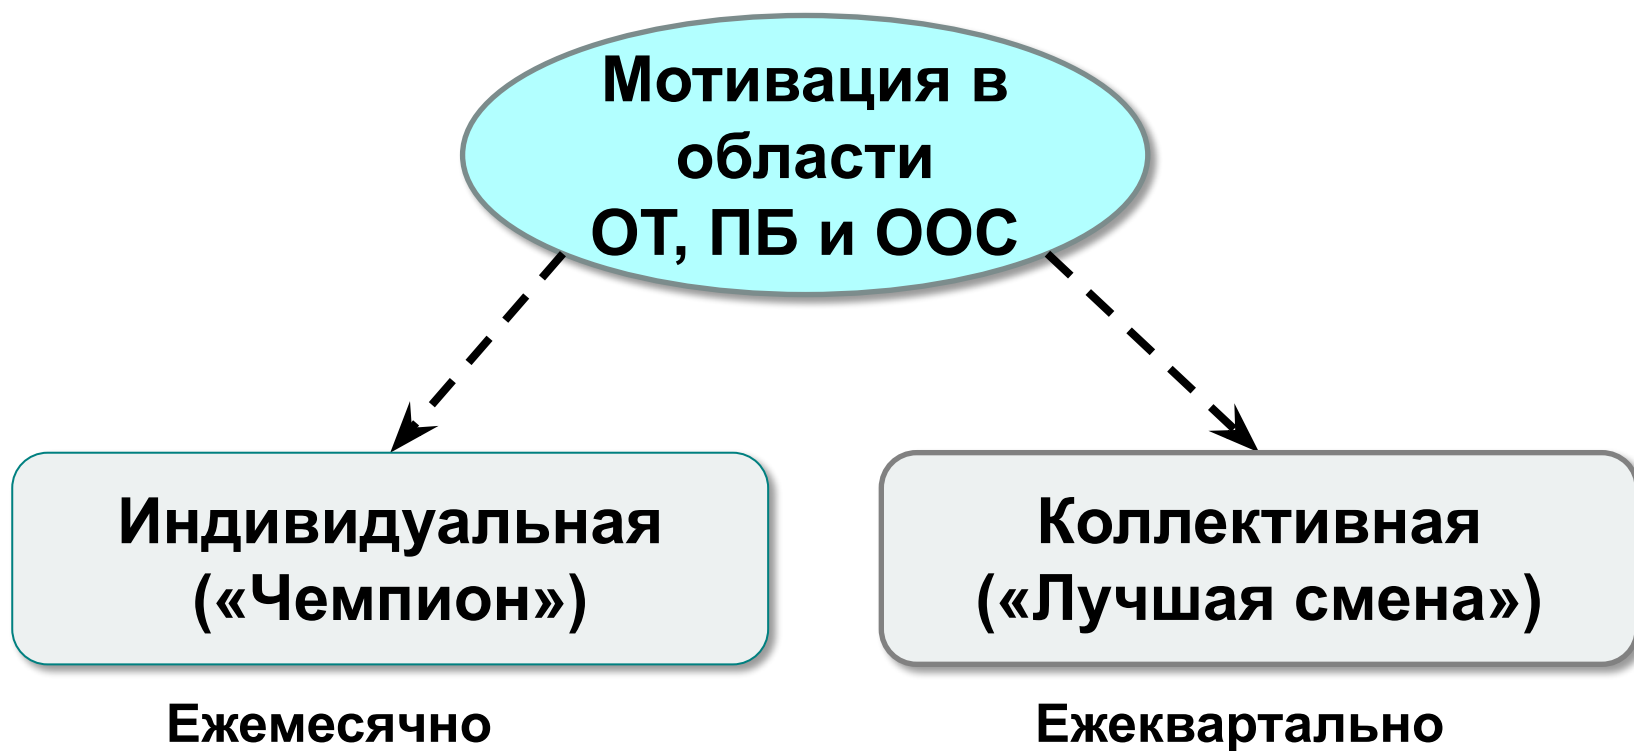 Мотивация в
области
ОТ, ПБ и ООС
Индивидуальная
(«Чемпион»)
Коллективная
(«Лучшая смена»)
Ежемесячно
Ежеквартально